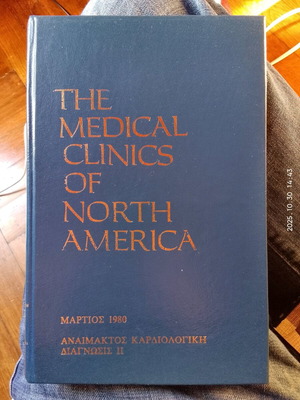 THE
MEDICAL
CLINICS
OF
NORTH
AMERICA
ΜΑΡΤΙΟΣ 1980
ΑΝΑΙΜΑΚΤΟΣ ΚΑΡΔΙΟΛΟΓΙΚΗ
ΔΙΑΓΝΩΣΙΣ ΙΙ
2025.10.30 14:43